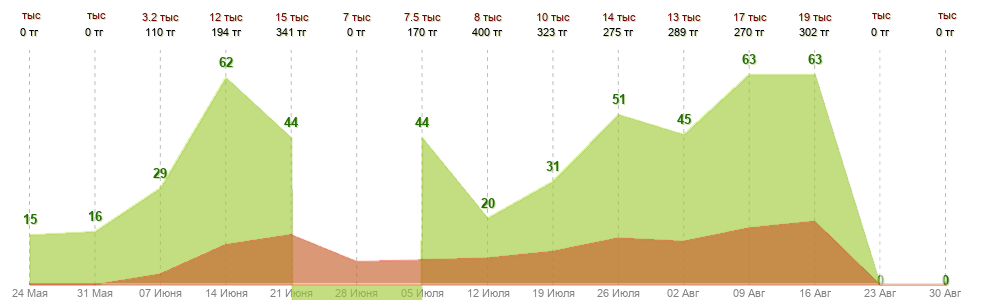 тыс тыс 3.2 тыс 12 тыс 15 тыс 7 тыс 7.5 тыс 8 тыс 10 тыс 14 тыс 13 тыс 17 тыс 19 тыс тыс тыс
0 тг 0 тг 110 тг 194 тг 341 тг 0 тг 170 тг 400 тг 323 тг 275 тг 289 тг 270 тг 302 тг 0 тг 0 тг
15 16 29 62 44 44 20 31 51 45 63 63 0 0
24 Мая 31 Мая 07 Июня 14 Июня 21 Июня 28 Июня 05 Июля 12 Июля 19 Июля 26 Июля 02 Авг 09 Авг 16 Авг 23 Авг 30 Авг